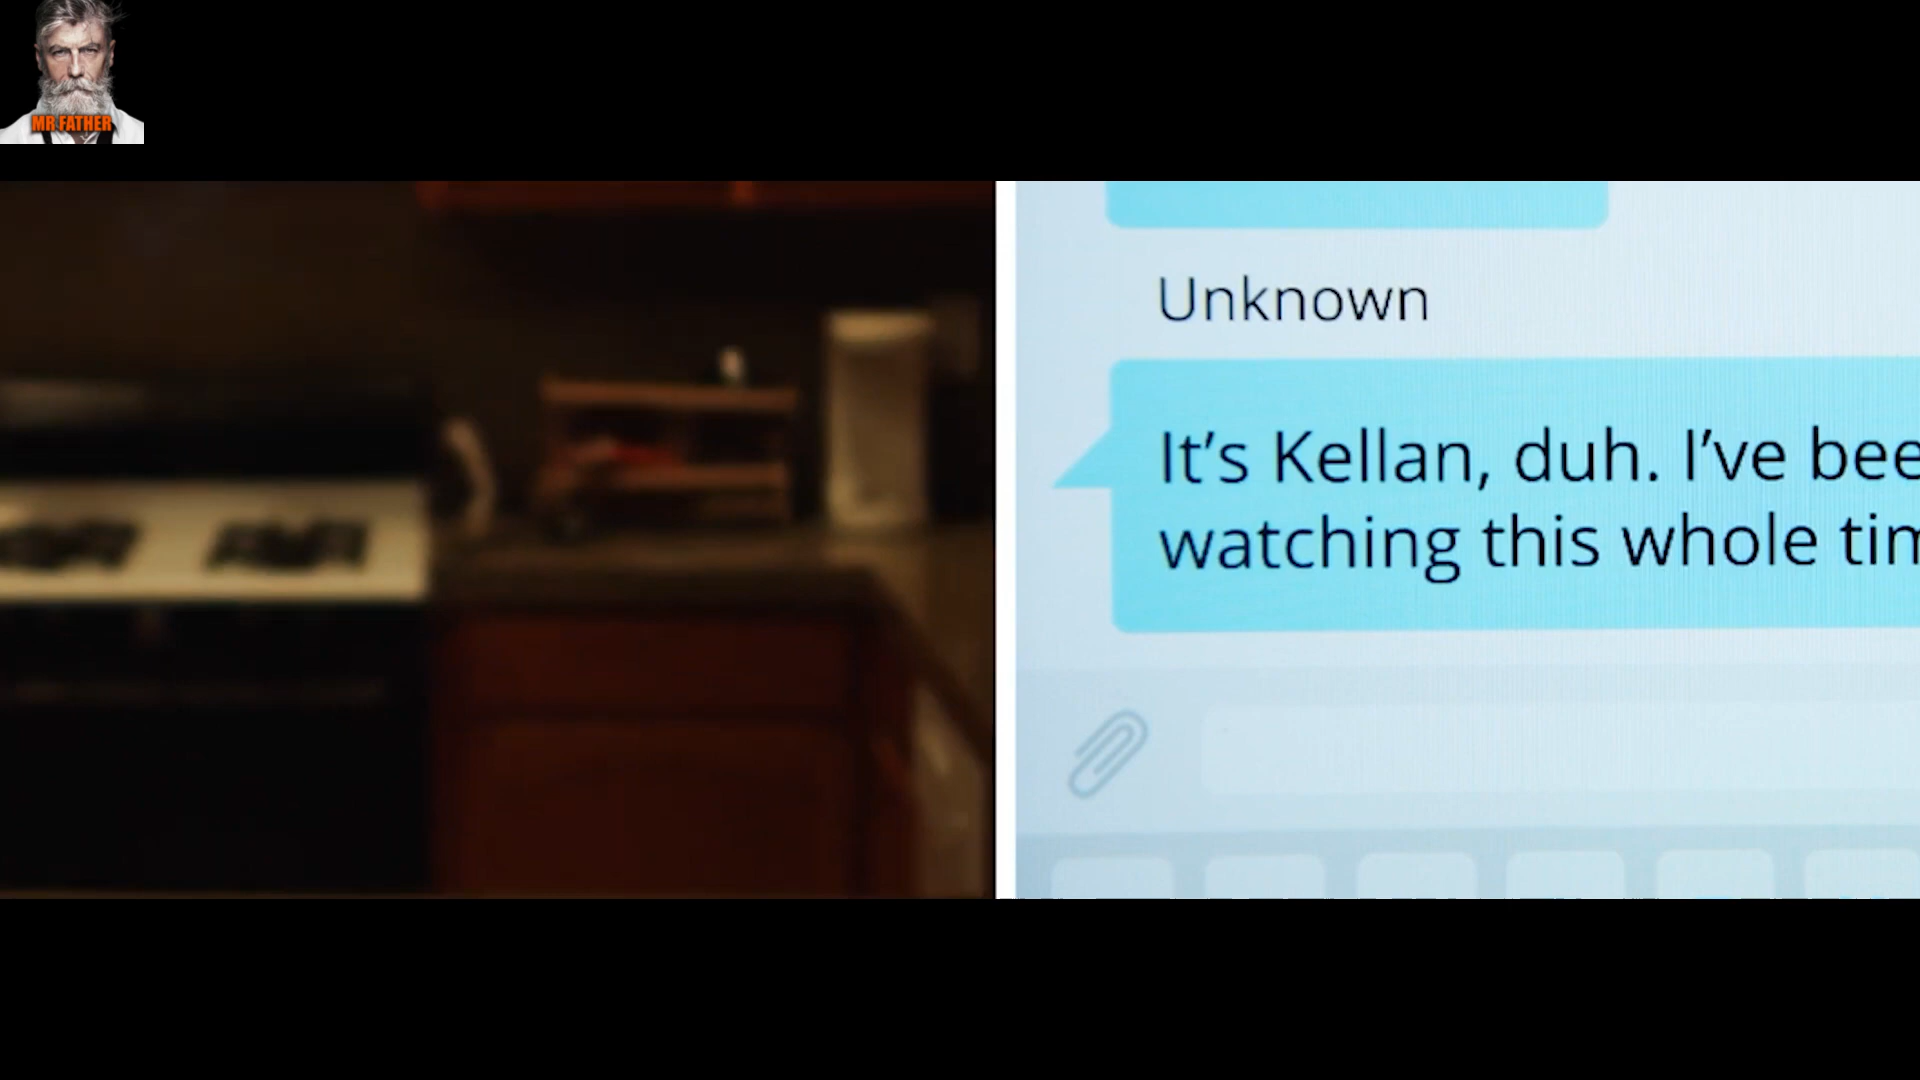 MR FATHER
Unknown
It's Kellan, duh. I've bee
watching this whole tim